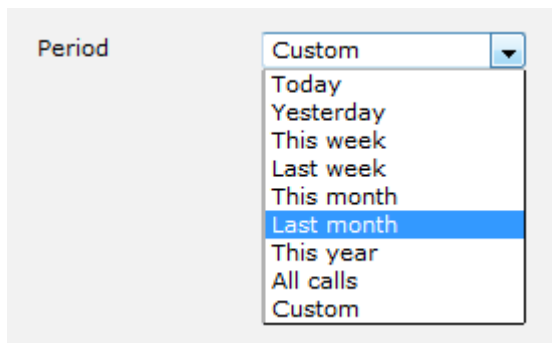 Period
Custom
Today
Yesterday
This week
Last week
This month
Last month
This year
All calls
Custom